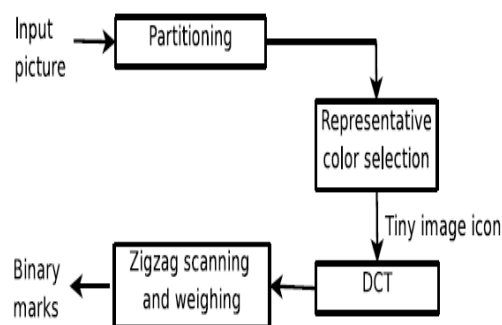 Input
picture
Partitioning
Representative
color selection
Tiny image icon
DCT
Zigzag scanning
and weighing
Binary
marks